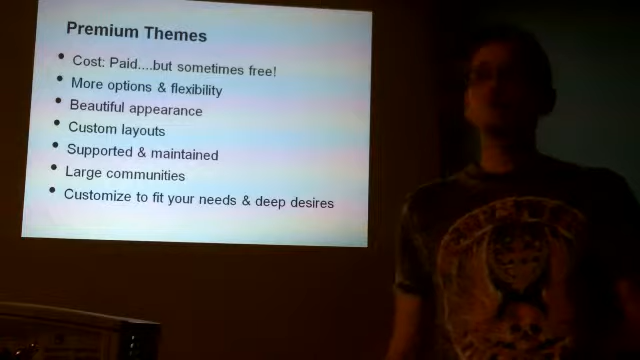 Premium Themes
• Cost: Paid....but sometimes free!
• More options & flexibility
• Beautiful appearance
• Custom layouts
• Supported & maintained
• Large communities
• Customize to fit your needs & deep desires